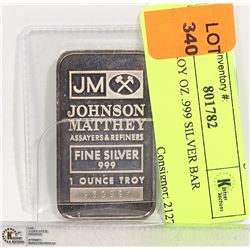 JM
JOHNSON
MATTHEY
ASSAYERS & REFINERS
FINE SILVER
999
1 OUNCE TROY
LOT
340
Inventory #
801782
OY OZ .999 SILVER BAR
Consignor: 212